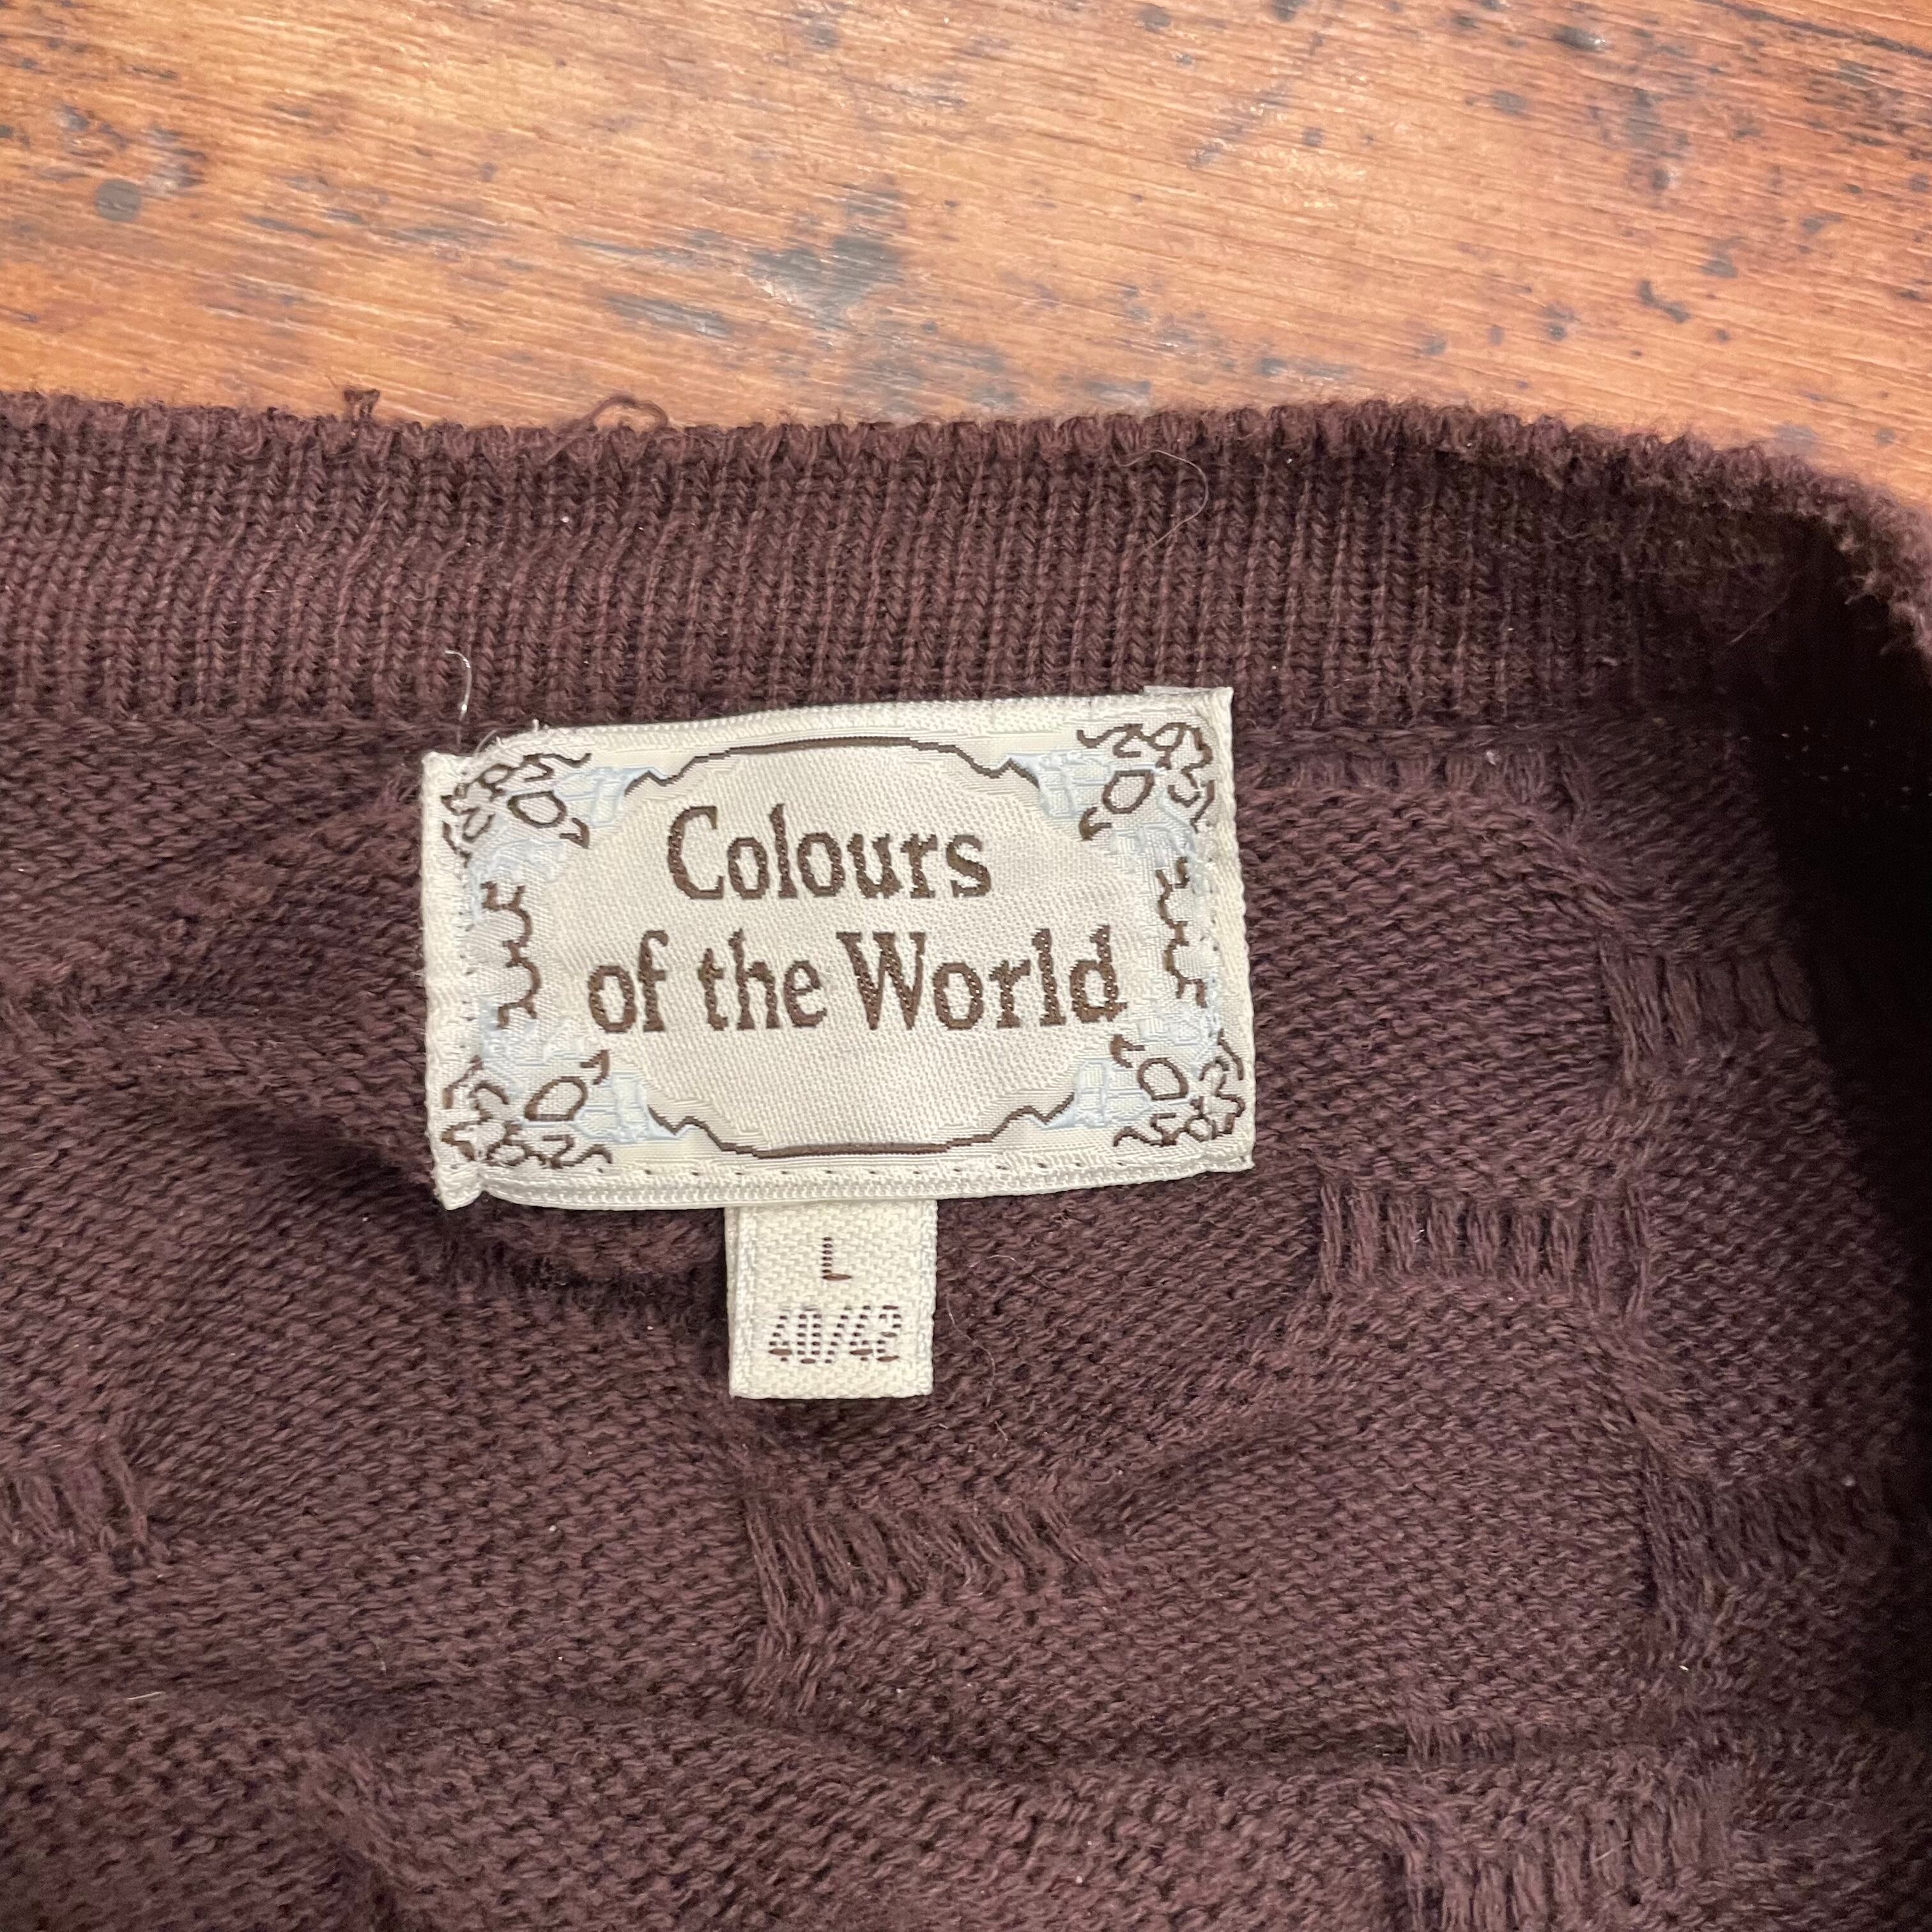 Colours
of the World
L
40/42